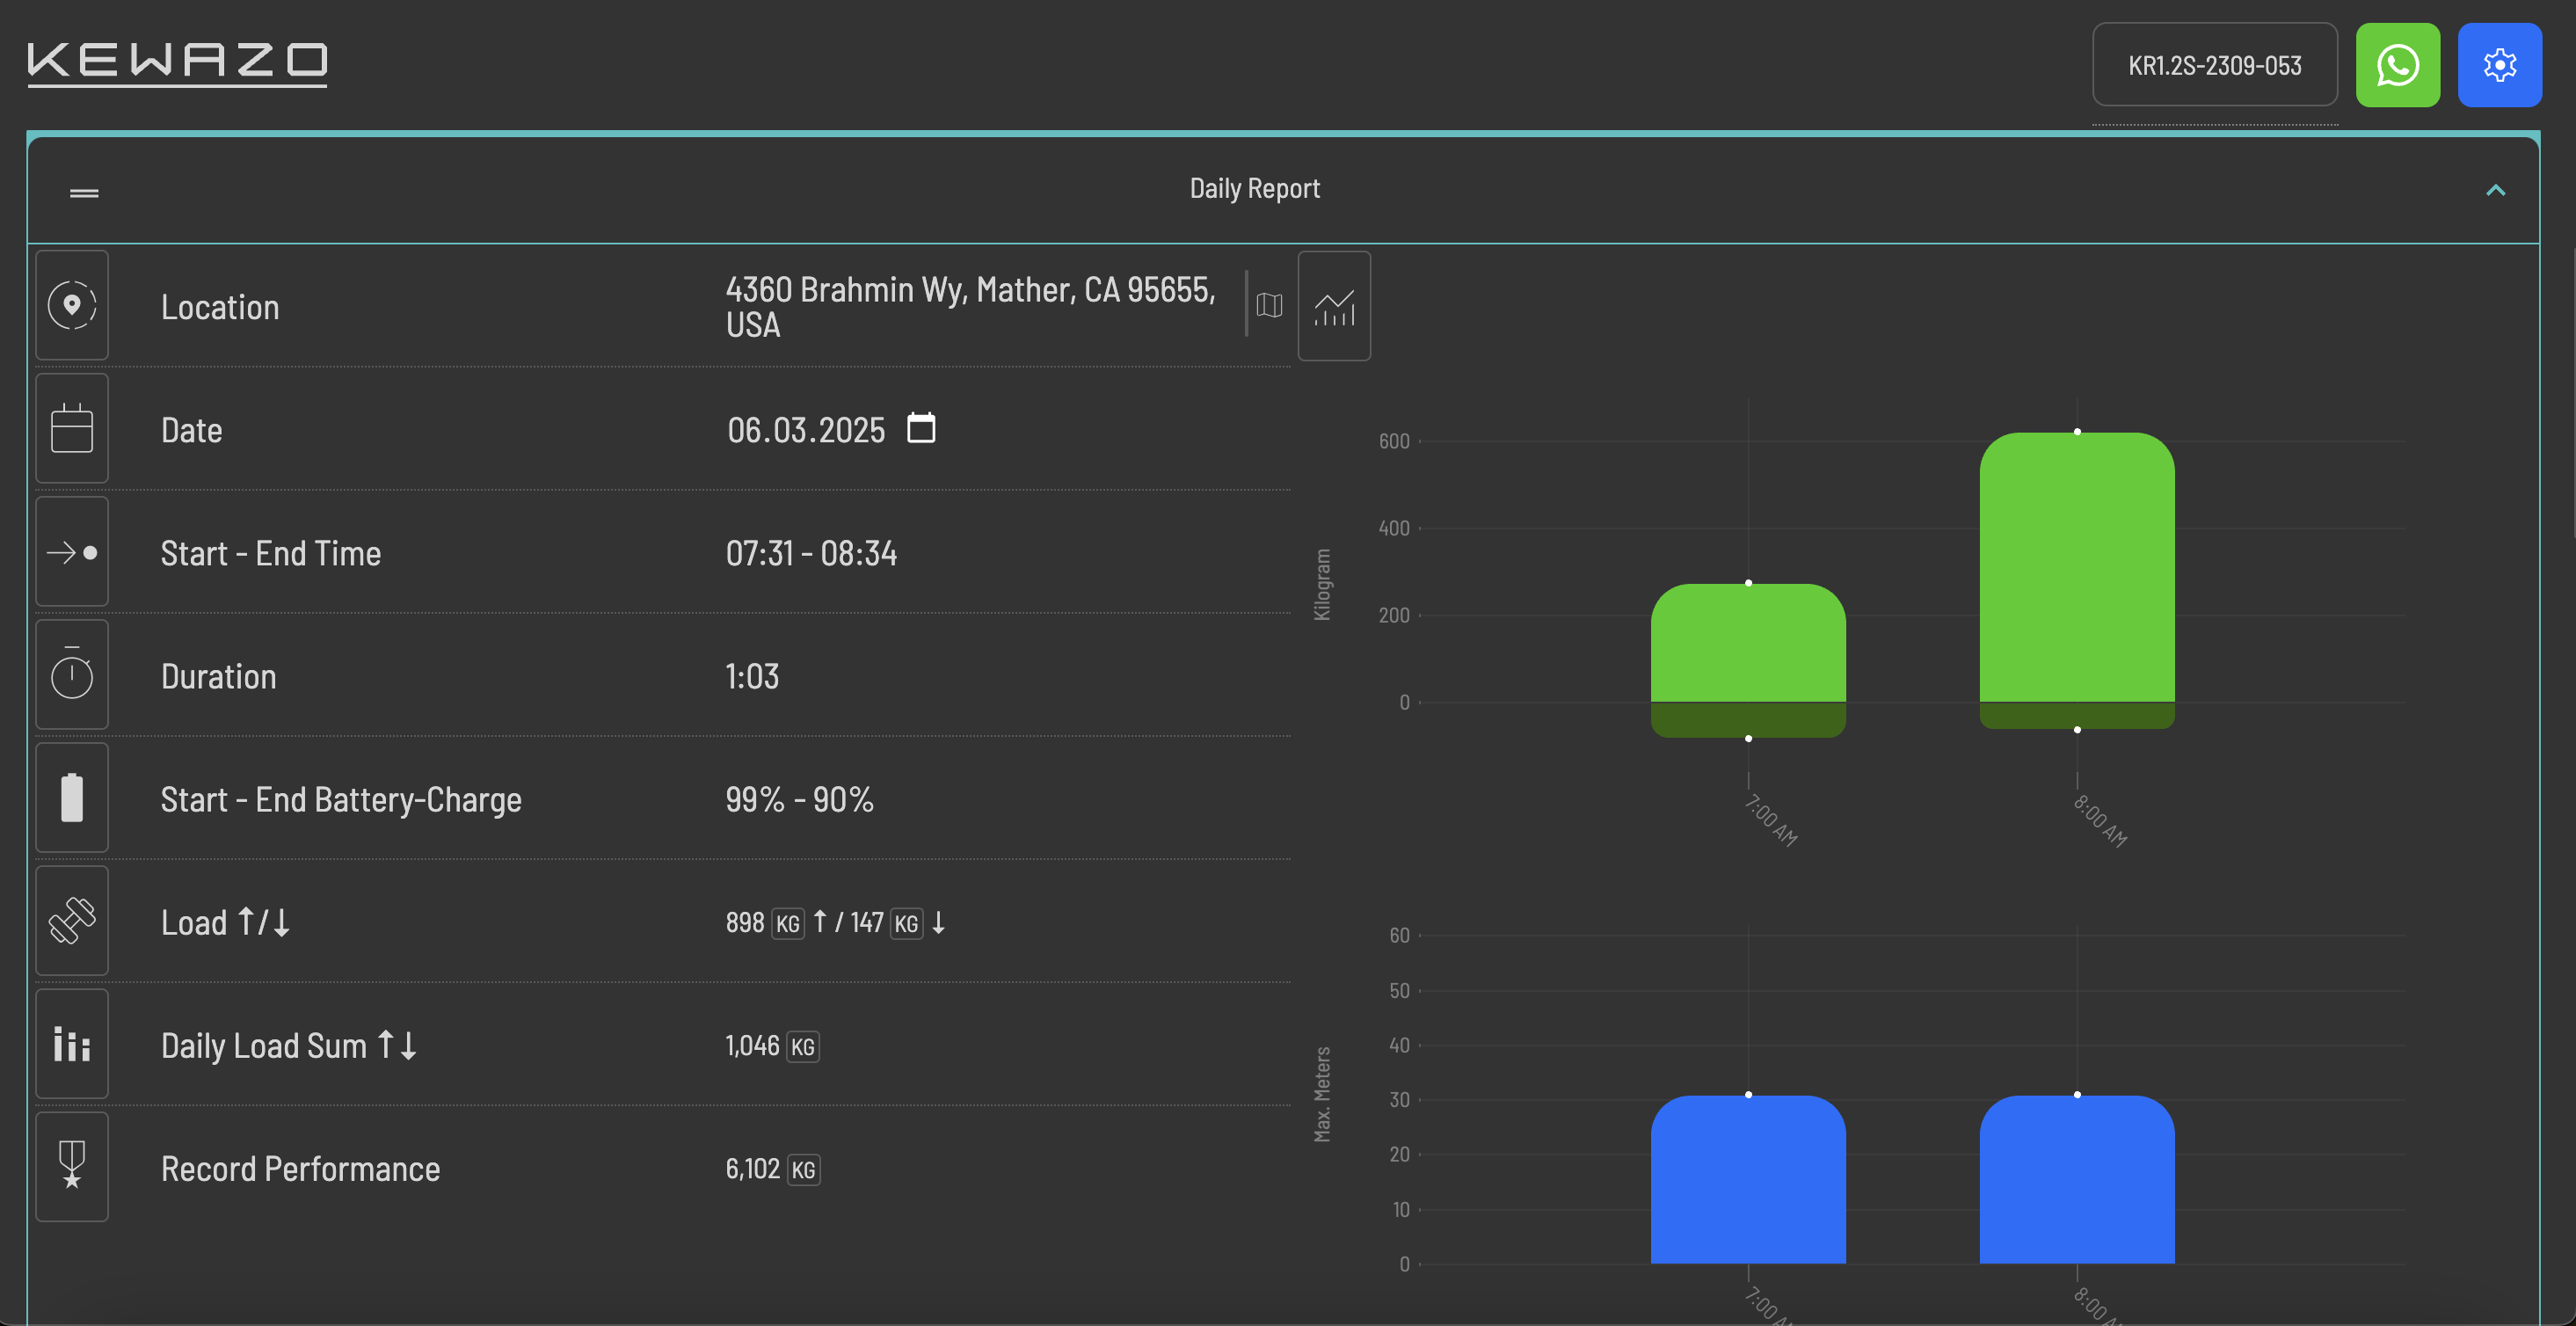 KEWAZO
KR1.2S-2309-053
Daily Report
Location
4360 Brahmin Wy, Mather, CA 95655,
USA
Date
06.03.2025
Start - End Time
07:31 - 08:34
Duration
1:03
Start - End Battery-Charge
99% - 90%
Load ↑/↓
898 KG ↑ / 147 KG ↓
Daily Load Sum ↑↓
1,046 KG
Record Performance
6,102 KG
Kilogram
600
400
200
0
7:00 AM
8:00 AM
Max. Meters
60
50
40
30
20
10
0
7:00
8:00